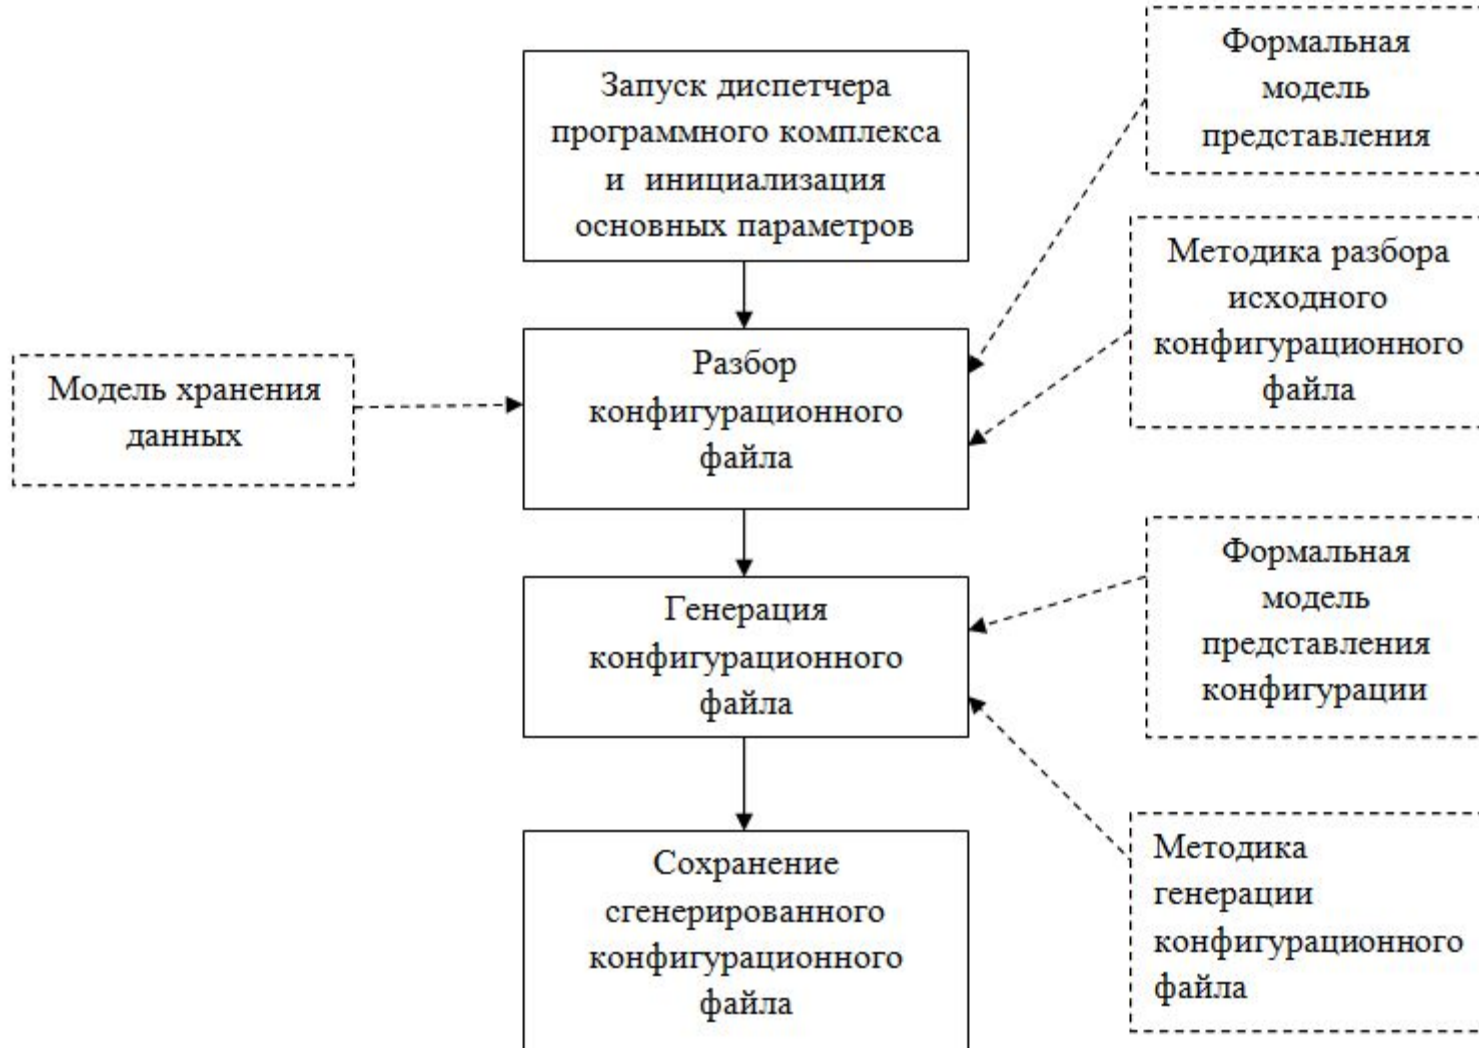 Запуск диспетчера
программного комплекса
и инициализация
основных параметров
Формальная
модель
представления
Методика разбора
исходного
конфигурационного
файла
Модель хранения
данных
Разбор
конфигурационного
файла
Генерация
конфигурационного
файла
Формальная
модель
представления
конфигурации
Методика
генерации
конфигурационного
файла
Сохранение
сгенерированного
конфигурационного
файла